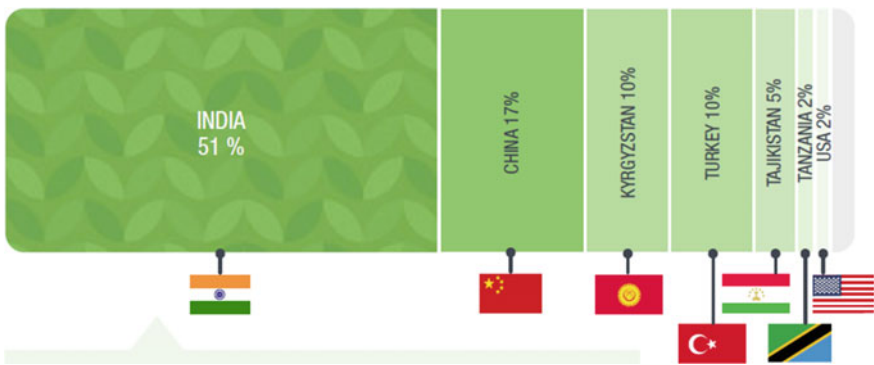 INDIA
51 %
CHINA 17%
KYRGYZSTAN 10%
TURKEY 10%
TAJIKISTAN 5%
TANZANIA 2%
USA 2%